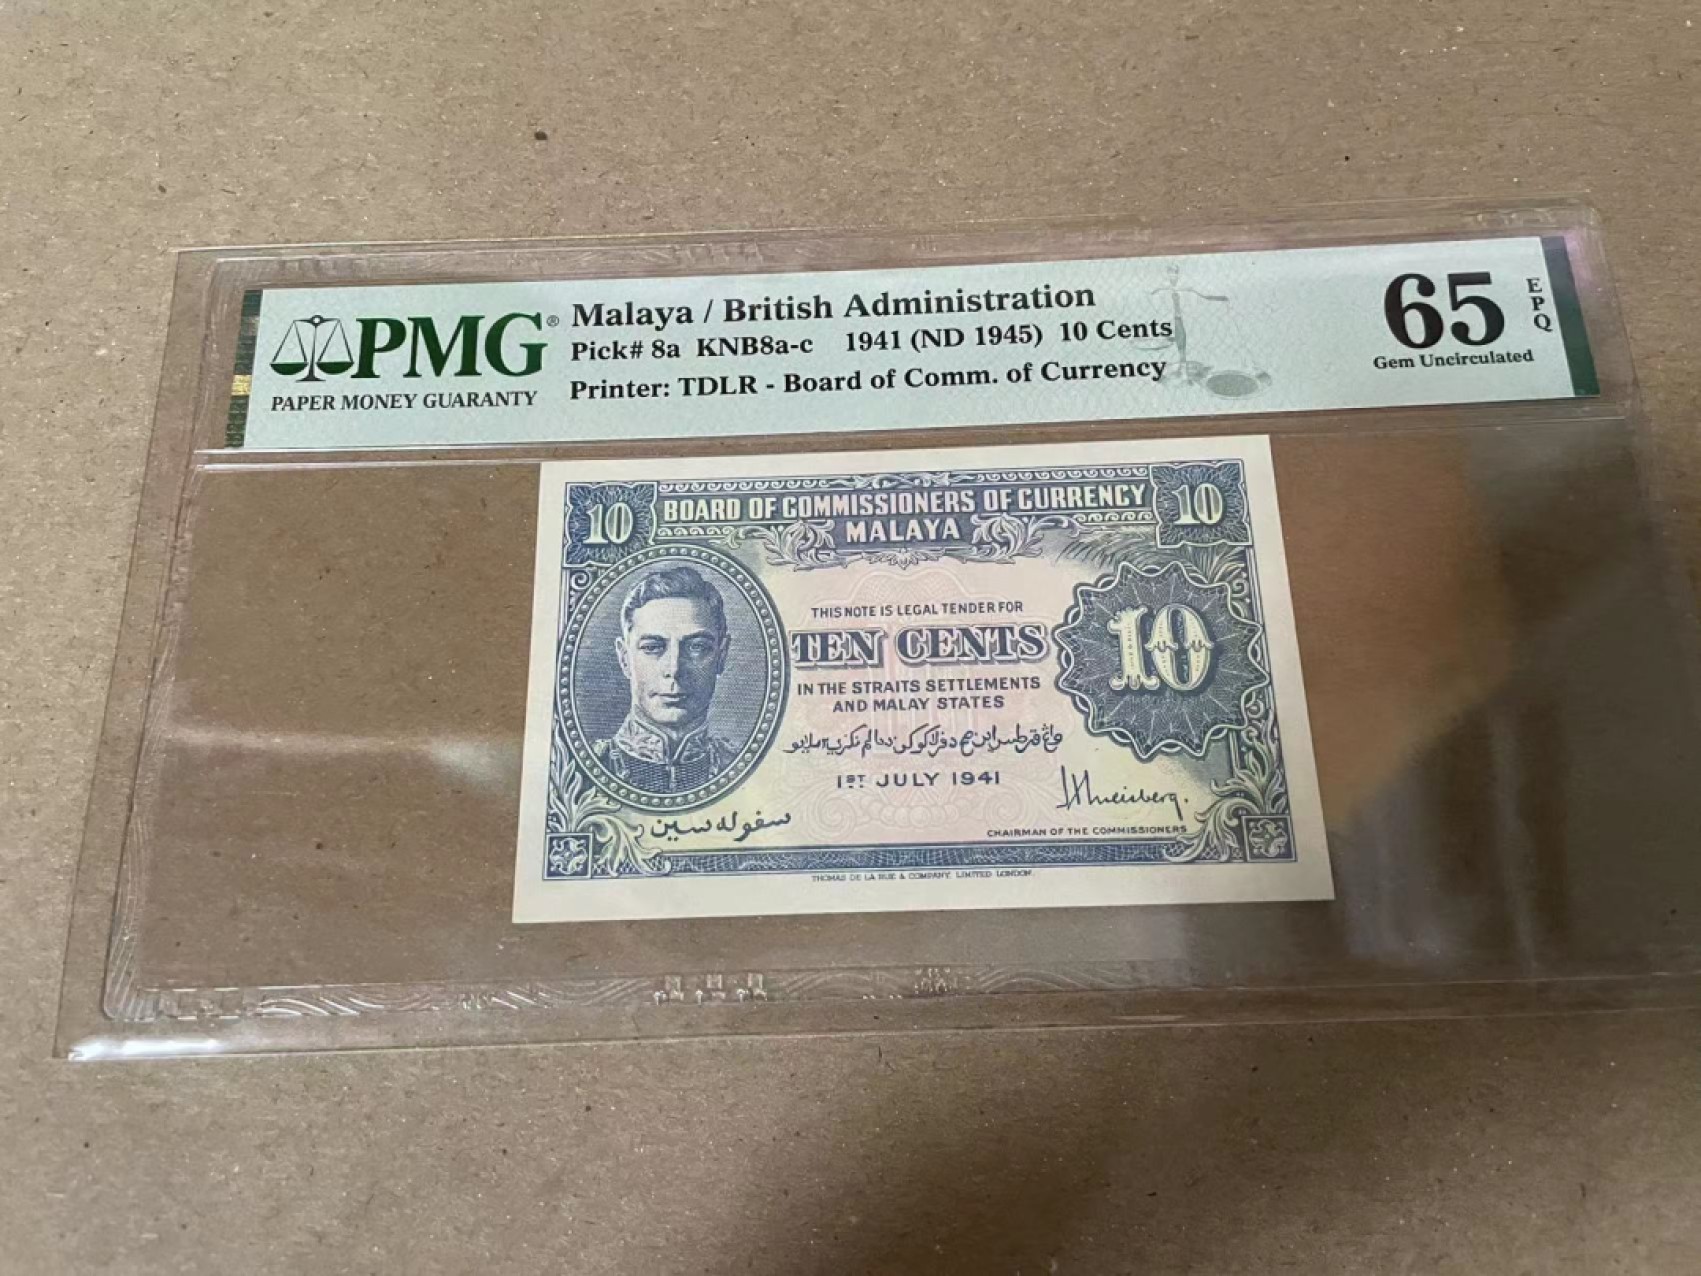 PMG®
PAPER MONEY GUARANTY
Malaya / British Administration
Pick# 8a KNB8a-c 1941 (ND 1945) 10 Cents
Printer: TDLR - Board of Comm. of Currency
65 EPQ
Gem Uncirculated
10 BOARD OF COMMISSIONERS OF CURRENCY 10
MALAYA
THIS NOTE IS LEGAL TENDER FOR
TEN CENTS
10
IN THE STRAITS SETTLEMENTS
AND MALAY STATES
1ST JULY 1941
سڤوله سين
CHAIRMAN OF THE COMMISSIONERS
THOMAS DE LA RUE & COMPANY, LIMITED LONDON.